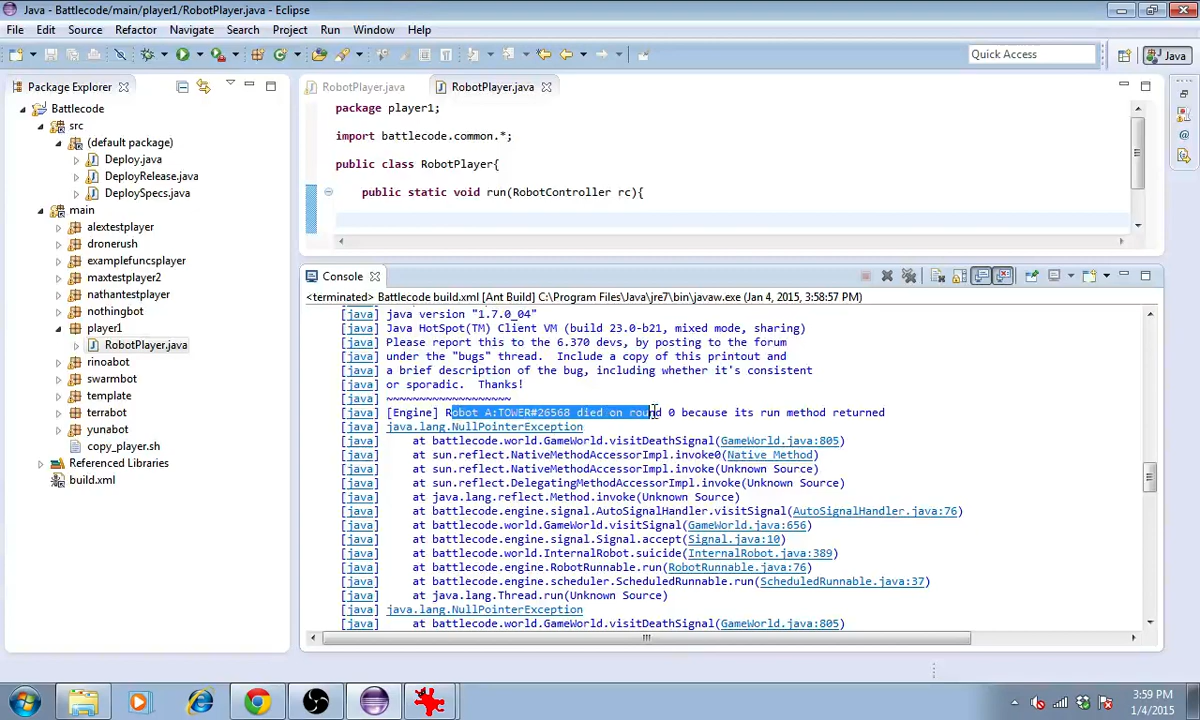 Java - Battlecode/main/player1/RobotPlayer.java - Eclipse
File Edit Source Refactor Navigate Search Project Run Window Help
Quick Access
Java
Package Explorer
Battlecode
src
(default package)
Deploy.java
DeployRelease.java
DeploySpecs.java
main
alextestplayer
dronerush
examplefuncsplayer
maxtestplayer2
nathantestplayer
nothingbot
player1
RobotPlayer.java
rinoabot
swarmbot
template
terrabot
yunabot
copy_player.sh
Referenced Libraries
build.xml
RobotPlayer.java
RobotPlayer.java
package player1;
import battlecode.common.*;
public class RobotPlayer{
public static void run(RobotController rc){
Console
<terminated> Battlecode build.xml [Ant Build] C:\Program Files\Java\jre7\bin\javaw.exe (Jan 4, 2015, 3:58:57 PM)
[java] java version "1.7.0_04"
[java] Java HotSpot(TM) Client VM (build 23.0-b21, mixed mode, sharing)
[java] Please report this to the 6.370 devs, by posting to the forum
[java] under the "bugs" thread.  Include a copy of this printout and
[java] a brief description of the bug, including whether it's consistent
[java] or sporadic.  Thanks!
[java] ~~~~~~~~~~~~~~~~~~~
[java] [Engine] Robot A:TOWER#26568 died on round 0 because its run method returned
[java] java.lang.NullPointerException
[java]     at battlecode.world.GameWorld.visitDeathSignal(GameWorld.java:805)
[java]     at sun.reflect.NativeMethodAccessorImpl.invoke0(Native Method)
[java]     at sun.reflect.NativeMethodAccessorImpl.invoke(Unknown Source)
[java]     at sun.reflect.DelegatingMethodAccessorImpl.invoke(Unknown Source)
[java]     at java.lang.reflect.Method.invoke(Unknown Source)
[java]     at battlecode.engine.signal.AutoSignalHandler.visitSignal(AutoSignalHandler.java:76)
[java]     at battlecode.world.GameWorld.visitSignal(GameWorld.java:656)
[java]     at battlecode.engine.signal.Signal.accept(Signal.java:10)
[java]     at battlecode.world.InternalRobot.suicide(InternalRobot.java:389)
[java]     at battlecode.engine.RobotRunnable.run(RobotRunnable.java:76)
[java]     at battlecode.engine.scheduler.ScheduledRunnable.run(ScheduledRunnable.java:37)
[java]     at java.lang.Thread.run(Unknown Source)
[java] java.lang.NullPointerException
[java]     at battlecode.world.GameWorld.visitDeathSignal(GameWorld.java:805)
3:59 PM
1/4/2015